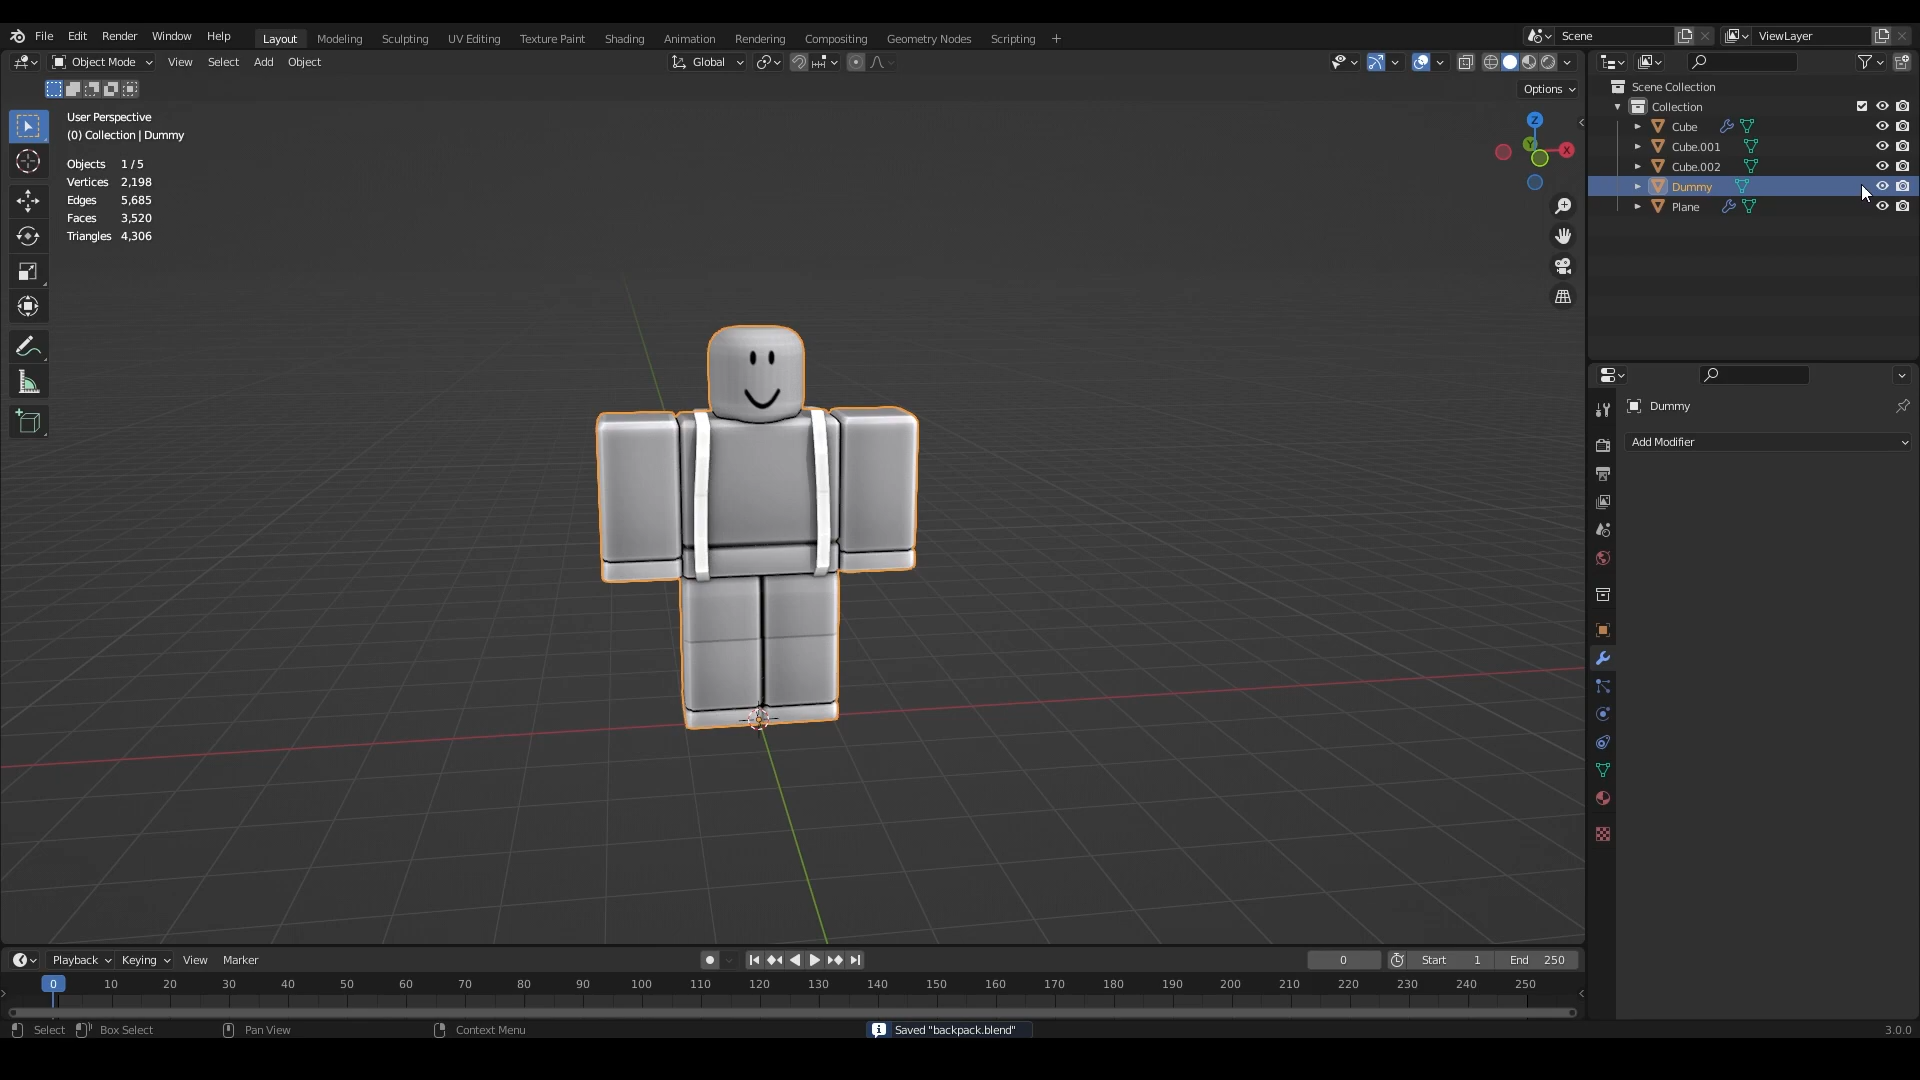 File Edit Render Window Help Layout Modeling Sculpting UV Editing Texture Paint Shading Animation Rendering Compositing Geometry Nodes Scripting + Scene ViewLayer
Object Mode View Select Add Object Global
Options
User Perspective
(0) Collection | Dummy
Objects 1 / 5
Vertices 2,198
Edges 5,685
Faces 3,520
Triangles 4,306
Z
Y
X
Scene Collection
Collection
Cube
Cube.001
Cube.002
Dummy
Plane
Dummy
Add Modifier
Playback Keying View Marker 0 Start 1 End 250
0 10 20 30 40 50 60 70 80 90 100 110 120 130 140 150 160 170 180 190 200 210 220 230 240 250
Select Box Select Pan View Context Menu Saved "backpack.blend" 3.0.0